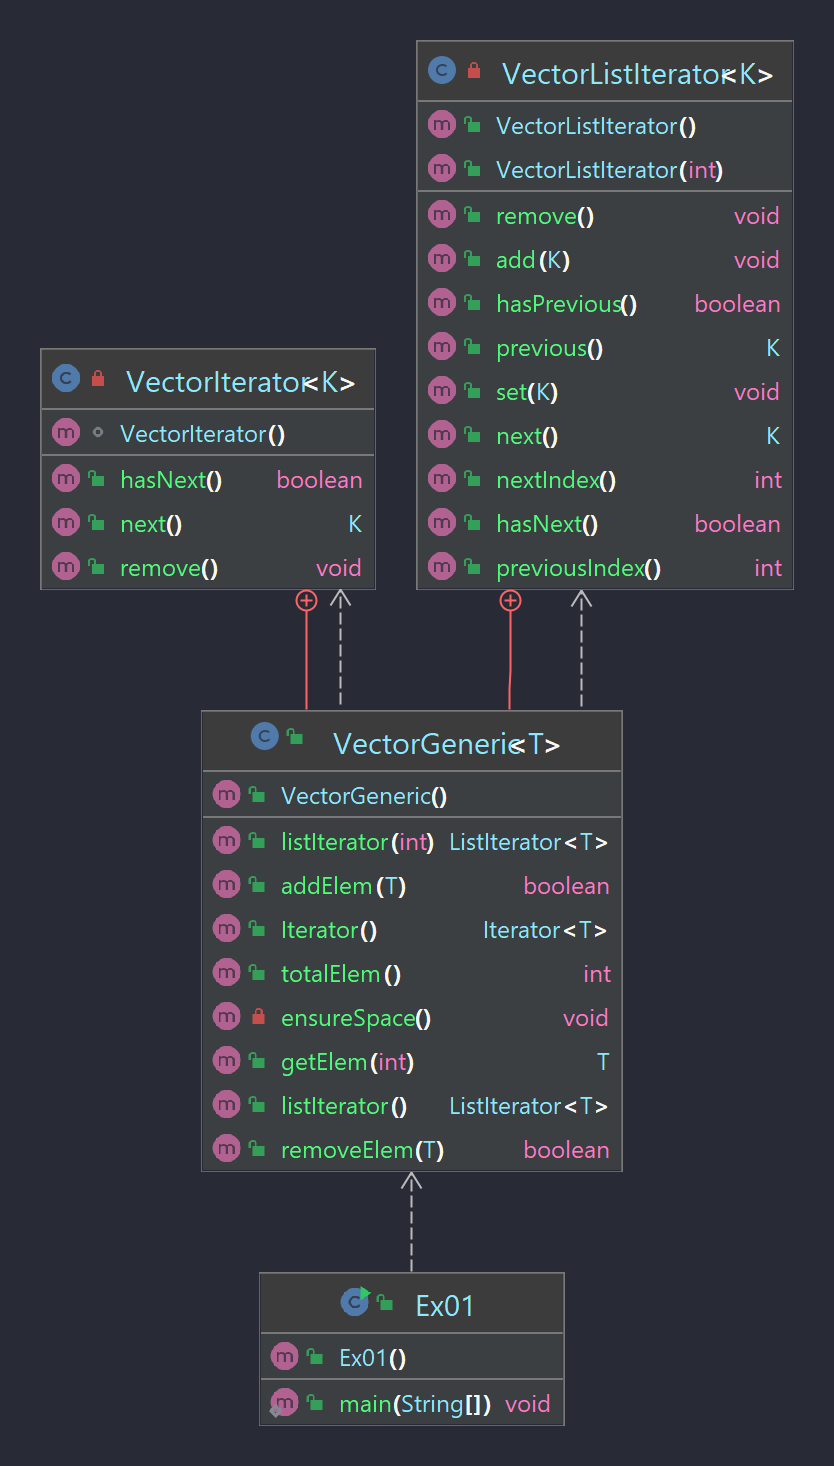 VectorListIterator<K>
VectorListIterator()
VectorListIterator(int)
remove() void
add(K) void
hasPrevious() boolean
previous() K
set(K) void
next() K
nextIndex() int
hasNext() boolean
previousIndex() int
VectorIterator<K>
VectorIterator()
hasNext() boolean
next() K
remove() void
VectorGeneric<T>
VectorGeneric()
listIterator(int) ListIterator<T>
addElem(T) boolean
Iterator() Iterator<T>
totalElem() int
ensureSpace() void
getElem(int) T
listIterator() ListIterator<T>
removeElem(T) boolean
Ex01
Ex01()
main(String[]) void